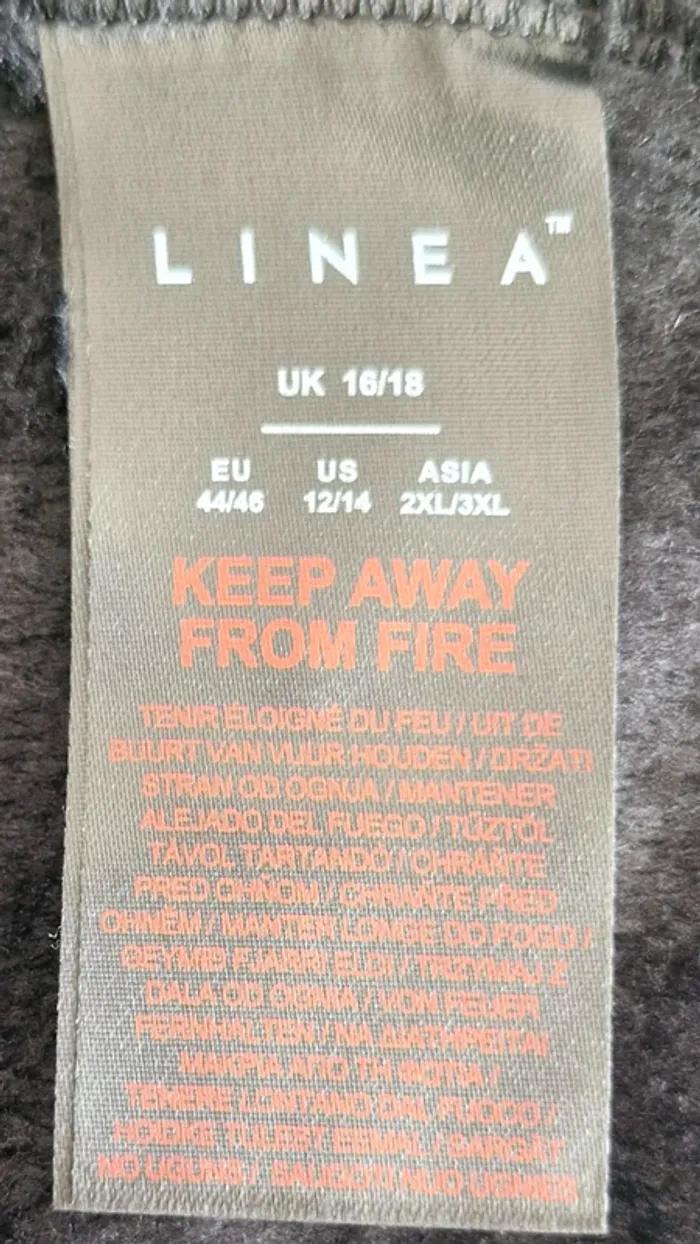 LINEA™
UK 16/18
EU US ASIA
44/46 12/14 2XL/3XL
KEEP AWAY
FROM FIRE
TENIR ÉLOIGNÉ DU FEU / UIT DE
BUURT VAN VUUR HOUDEN / DRŽATI
STRAN OD OGNJA / MANTENER
ALEJADO DEL FUEGO / TŰZTŐL
TÁVOL TARTANDÓ / CHRÁNTE
PRED OHŇOM / CHRAŇTE PŘED
OHNĚM / MANTER LONGE DO FOGO /
GEYMIÐ FJARRI ELDI / TRZYMAJ Z
DALA OD OGNIA / VON FEUER
FERNHALTEN / ΝΑ ΔΙΑΤΗΡΕΙΤΑΙ
ΜΑΚΡΙΑ ΑΠΟ ΤΗ ΦΩΤΙΑ /
TENERE LONTANO DAL FUOCO /
HOIDKE TULEST EEMAL / SARGĀT
NO UGUNS / SAUGOTI NUO UGNIES